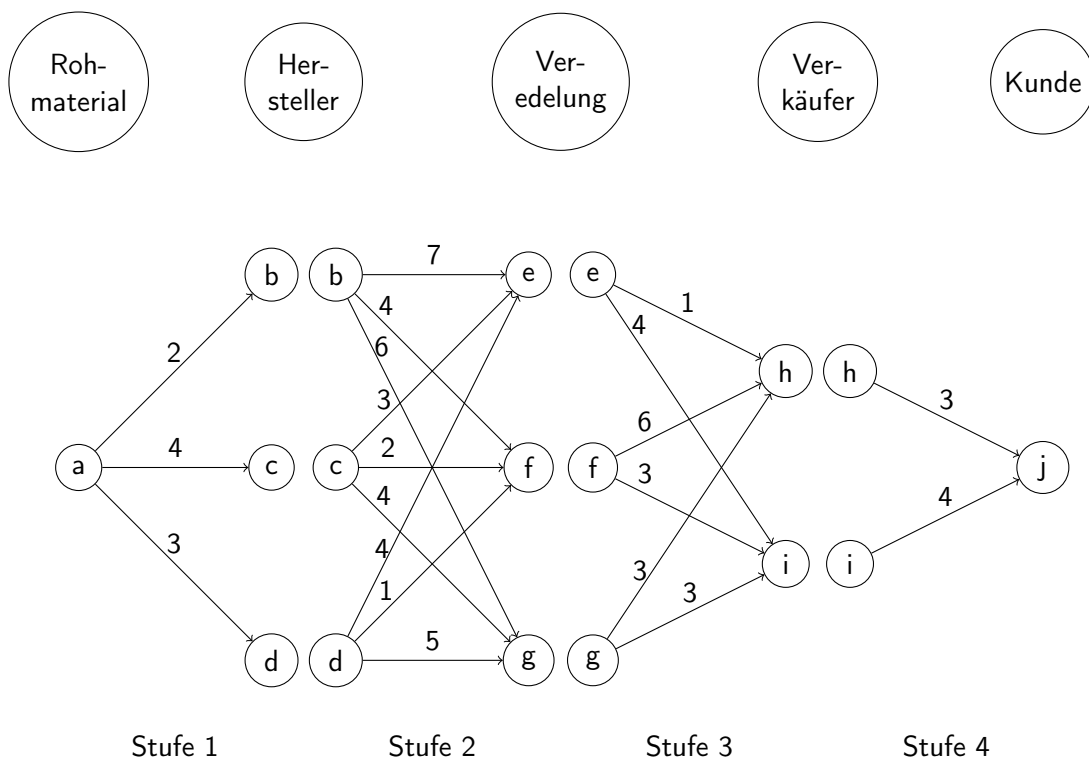 Roh-
material
Her-
steller
Ver-
edelung
Ver-
käufer
Kunde
b b 7 e e
4 1
2 6 4
h h
3 6 3
a 4 c c 2 f f 3 j
4 4
3 4 3 i i
1 3
d d 5 g g
Stufe 1 Stufe 2 Stufe 3 Stufe 4